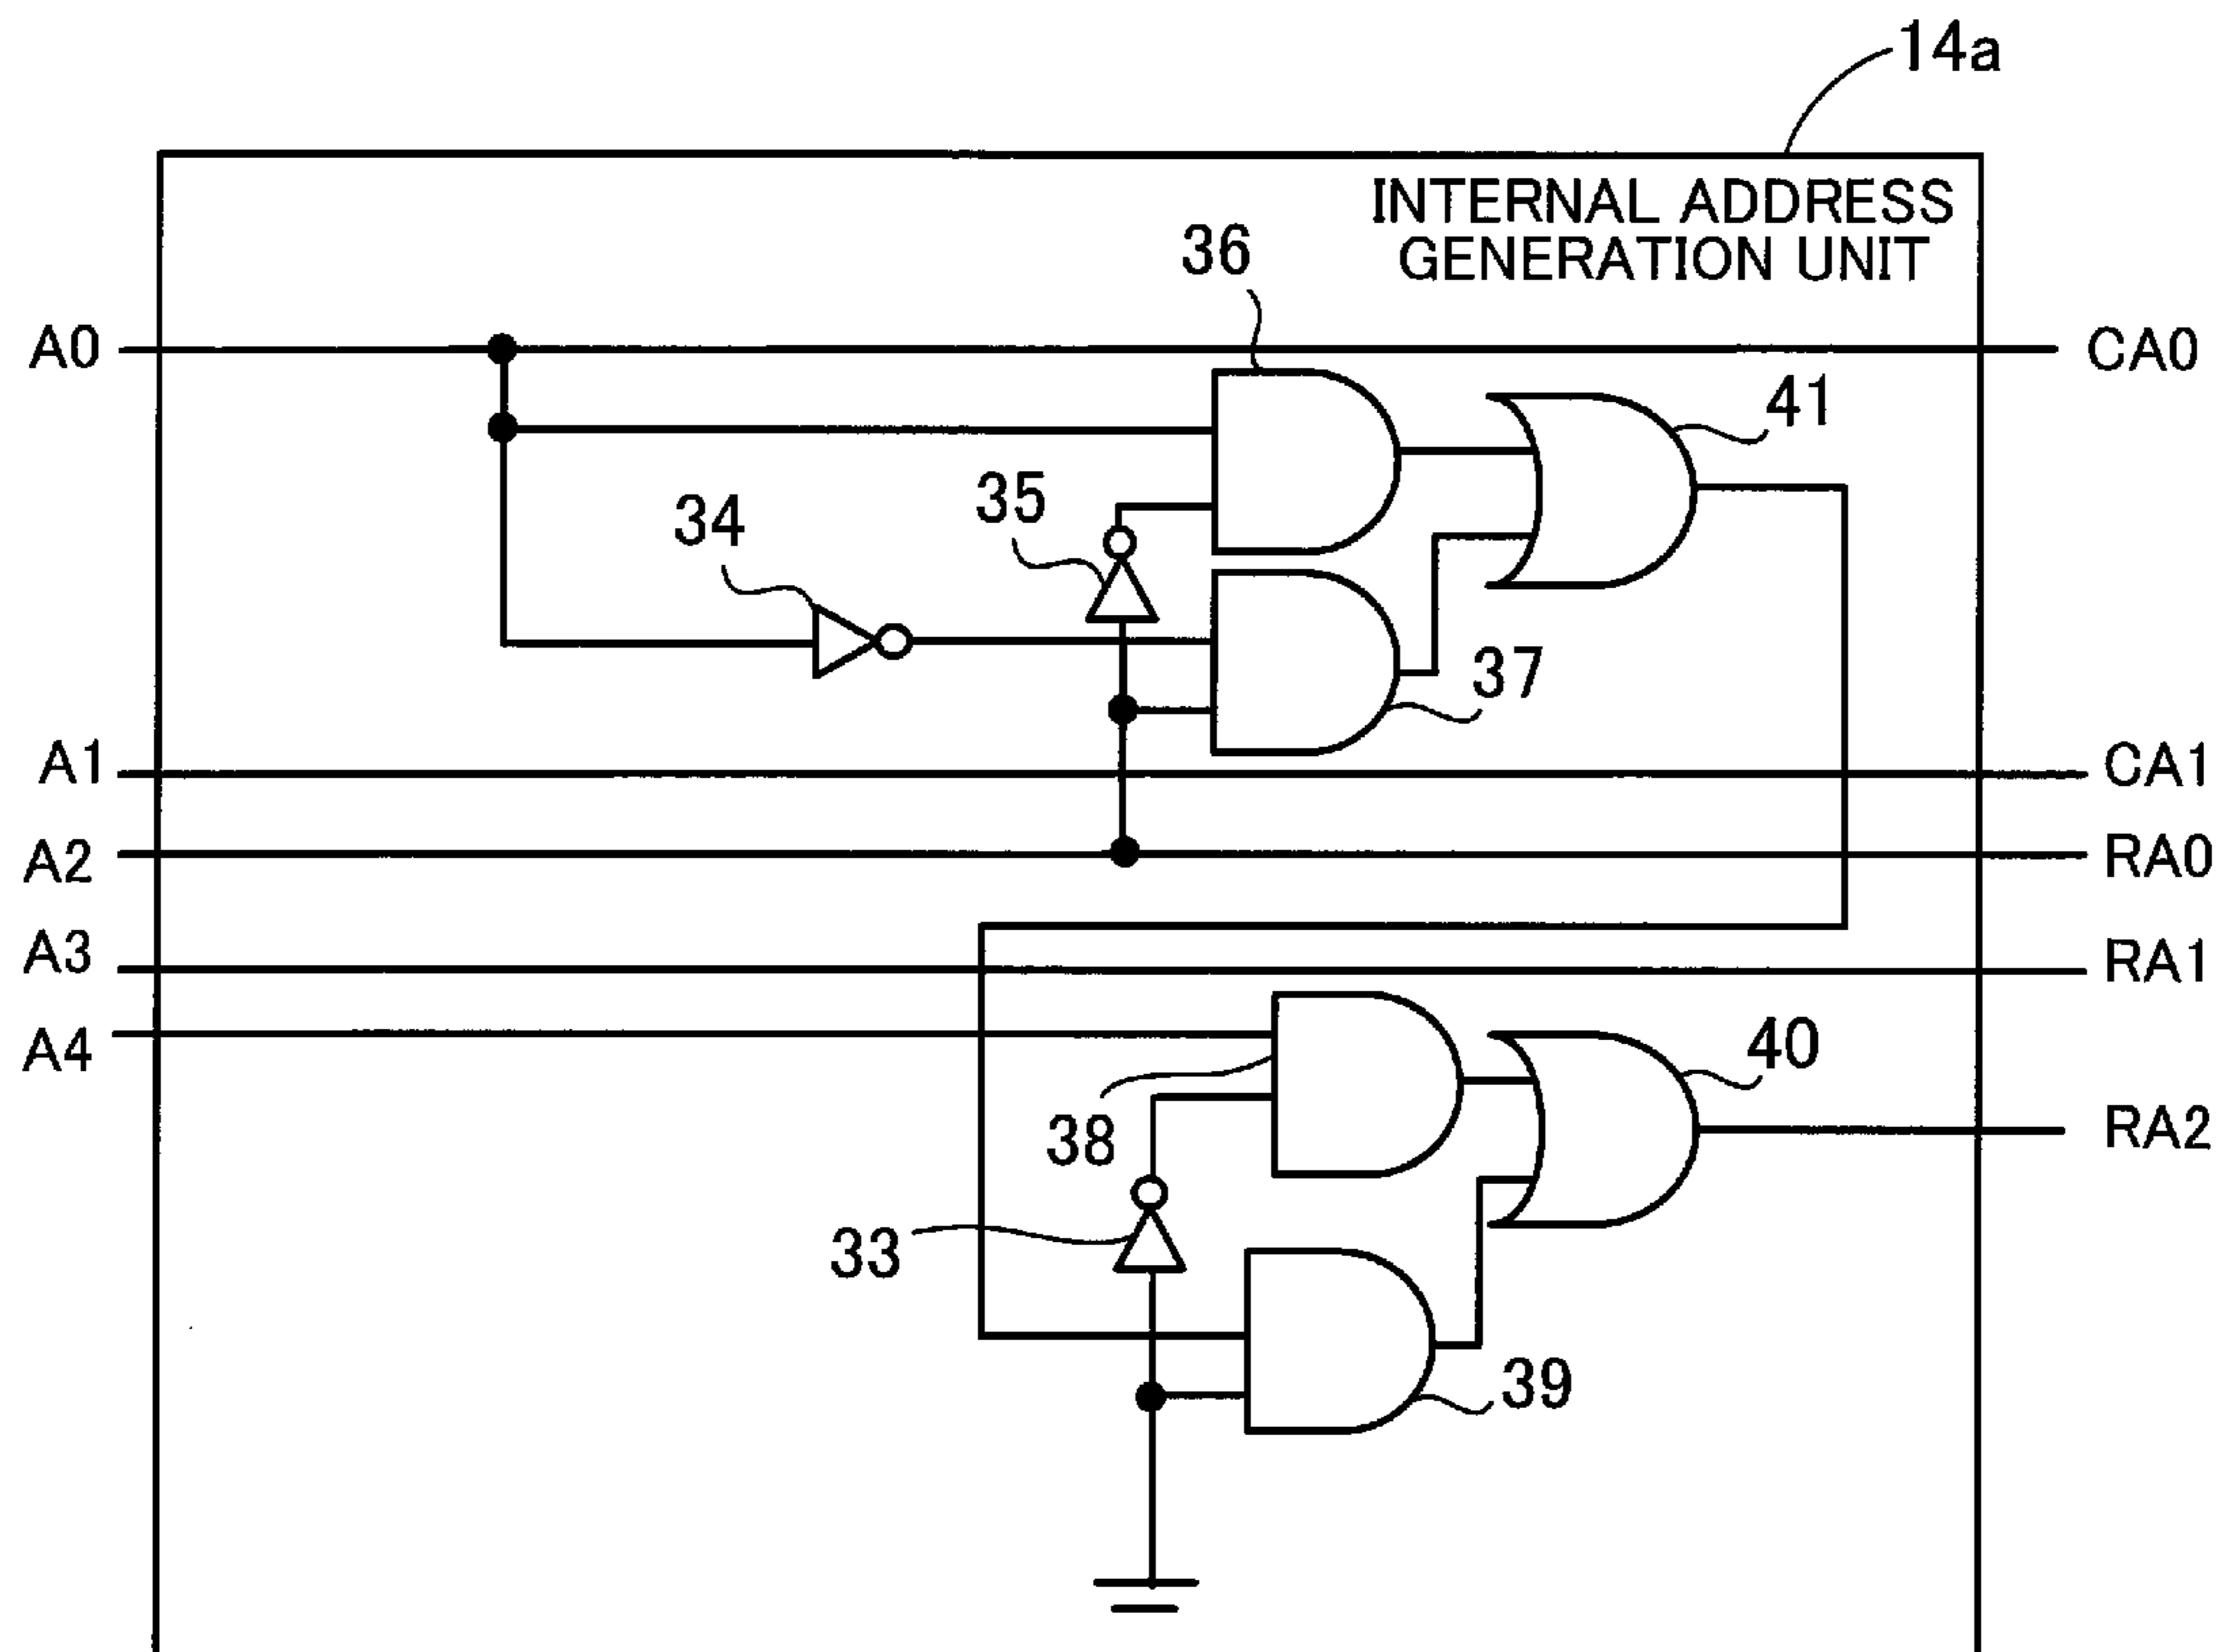 14a
INTERNAL ADDRESS
GENERATION UNIT
36
A0
CA0
41
35
34
37
A1
CA1
A2
RA0
A3
RA1
A4
40
38
RA2
33
39